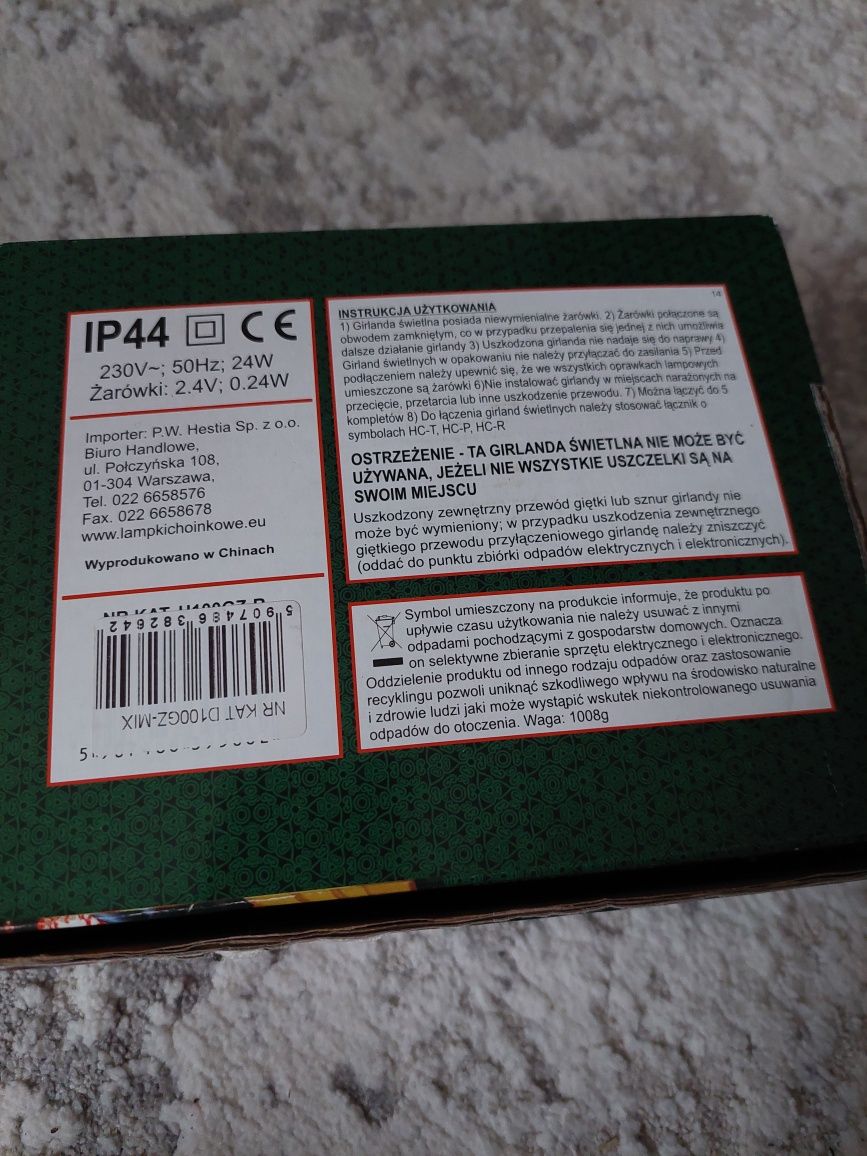 IP44 CE
230V~; 50Hz; 24W
Żarówki: 2.4V; 0.24W
Importer: P.W. Hestia Sp. z o.o.
Biuro Handlowe,
ul. Połczyńska 108,
01-304 Warszawa,
Tel. 022 6658576
Fax. 022 6658678
www.lampkichoinkowe.eu
Wyprodukowano w Chinach
5 907486 382642
NR KAT D100GZ-MIX
5
14
INSTRUKCJA UŻYTKOWANIA
1) Girlanda świetlna posiada niewymienialne żarówki. 2) Żarówki połączone są
obwodem zamkniętym, co w przypadku przepalenia się jednej z nich umożliwia
dalsze działanie girlandy 3) Uszkodzona girlanda nie nadaje się do naprawy 4)
Girland świetlnych w opakowaniu nie należy przyłączać do zasilania 5) Przed
podłączeniem należy upewnić się, że we wszystkich oprawkach lampowych
umieszczone są żarówki 6)Nie instalować girlandy w miejscach narażonych na
przecięcie, przetarcia lub inne uszkodzenie przewodu. 7) Można łączyć do 5
kompletów 8) Do łączenia girland świetlnych należy stosować łącznik o
symbolach HC-T, HC-P, HC-R
OSTRZEŻENIE - TA GIRLANDA ŚWIETLNA NIE MOŻE BYĆ
UŻYWANA, JEŻELI NIE WSZYSTKIE USZCZELKI SĄ NA
SWOIM MIEJSCU
Uszkodzony zewnętrzny przewód giętki lub sznur girlandy nie
może być wymieniony; w przypadku uszkodzenia zewnętrznego
giętkiego przewodu przyłączeniowego girlandę należy zniszczyć
(oddać do punktu zbiórki odpadów elektrycznych i elektronicznych).
Symbol umieszczony na produkcie informuje, że produktu po
upływie czasu użytkowania nie należy usuwać z innymi
odpadami pochodzącymi z gospodarstw domowych. Oznacza
on selektywne zbieranie sprzętu elektrycznego i elektronicznego.
Oddzielenie produktu od innego rodzaju odpadów oraz zastosowanie
recyklingu pozwoli uniknąć szkodliwego wpływu na środowisko naturalne
i zdrowie ludzi jaki może wystąpić wskutek niekontrolowanego usuwania
odpadów do otoczenia. Waga: 1008g